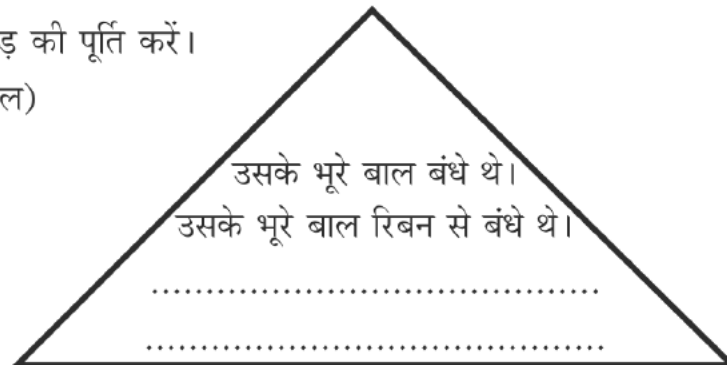 ड़ की पूर्ति करें।
ल)
उसके भूरे बाल बंधे थे।
उसके भूरे बाल रिबन से बंधे थे।
..........................................
...........................................